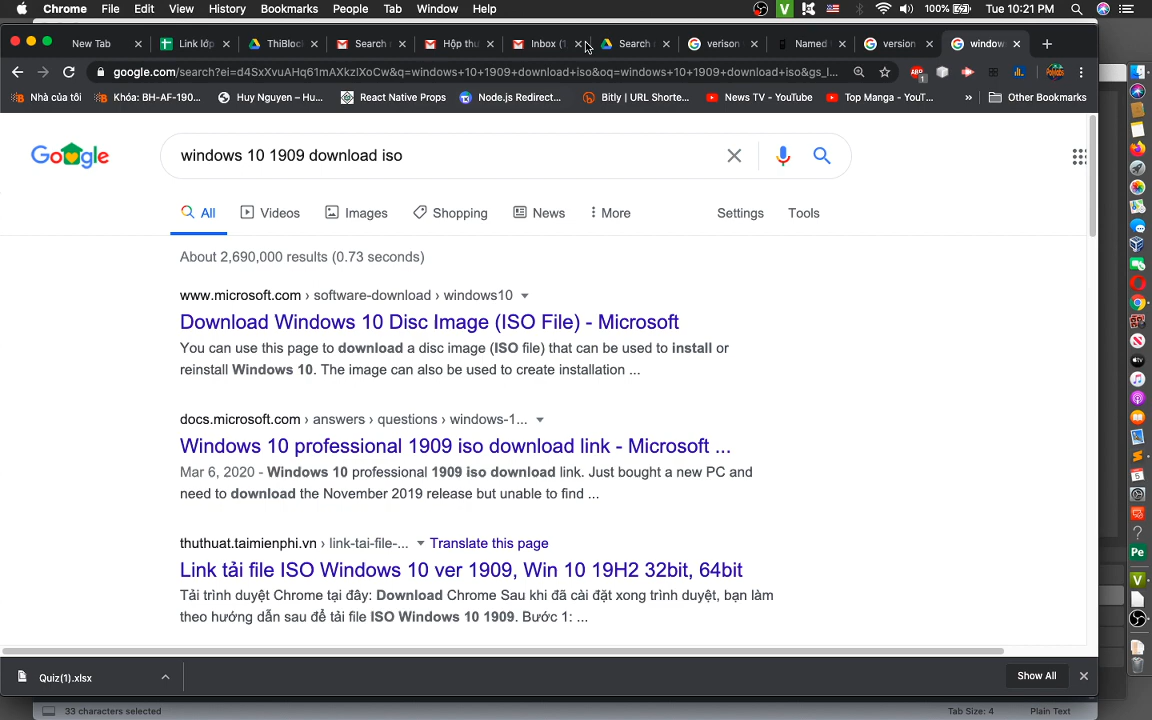 Chrome File Edit View History Bookmarks People Tab Window Help 100% Tue 10:21 PM
New Tab Link lớp ThiBloc Search Hộp thư Inbox (1 Search verison Named version window
google.com/search?ei=d4SxXvuAHq61mAXkzIXoCw&q=windows+10+1909+download+iso&oq=windows+10+1909+download+iso&gs_l...
Nhà của tôi Khóa: BH-AF-190... Huy Nguyen – Hu... React Native Props Node.js Redirect... Bitly | URL Shorte... News TV - YouTube Top Manga - YouT... » Other Bookmarks
Google
windows 10 1909 download iso
All Videos Images Shopping News More Settings Tools
About 2,690,000 results (0.73 seconds)
www.microsoft.com › software-download › windows10
Download Windows 10 Disc Image (ISO File) - Microsoft
You can use this page to download a disc image (ISO file) that can be used to install or
reinstall Windows 10. The image can also be used to create installation ...
docs.microsoft.com › answers › questions › windows-1...
Windows 10 professional 1909 iso download link - Microsoft ...
Mar 6, 2020 - Windows 10 professional 1909 iso download link. Just bought a new PC and
need to download the November 2019 release but unable to find ...
thuthuat.taimienphi.vn › link-tai-file-... Translate this page
Link tải file ISO Windows 10 ver 1909, Win 10 19H2 32bit, 64bit
Tải trình duyệt Chrome tại đây: Download Chrome Sau khi đã cài đặt xong trình duyệt, bạn làm
theo hướng dẫn sau để tải file ISO Windows 10 1909. Bước 1: ...
Quiz(1).xlsx Show All
33 characters selected Tab Size: 4 Plain Text